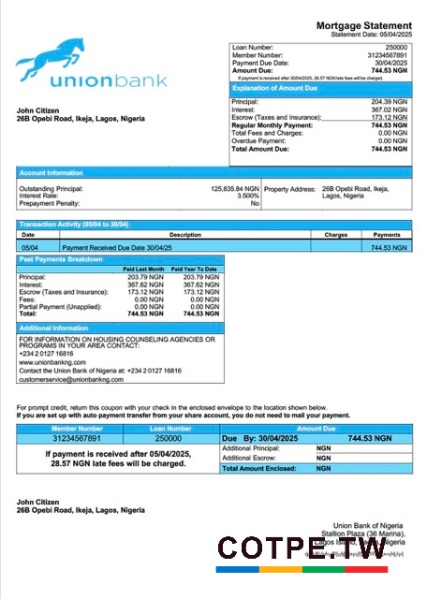 Mortgage Statement
Statement Date: 05/04/2025
unionbank
Loan Number: 250000
Member Number: 31234567891
Payment Due Date: 30/04/2025
Amount Due: 744.53 NGN
If payment is received after 30/04/2025, 28.57 NGN late fees will be charged.
John Citizen
26B Opebi Road, Ikeja, Lagos, Nigeria
Explanation of Amount Due
Principal: 204.39 NGN
Interest: 367.02 NGN
Escrow (Taxes and Insurance): 173.12 NGN
Regular Monthly Payment: 744.53 NGN
Total Fees and Charges: 0.00 NGN
Overdue Payment: 0.00 NGN
Total Amount Due: 744.53 NGN
Account Information
Outstanding Principal: 125,835.84 NGN Property Address: 26B Opebi Road, Ikeja,
Interest Rate: 3.500% Lagos, Nigeria
Prepayment Penalty: No
Transaction Activity (05/04 to 30/04)
Date Description Charges Payments
05/04 Payment Received Due Date 30/04/25 744.53 NGN
Past Payments Breakdown
Paid Last Month Paid Year To Date
Principal: 203.79 NGN 203.79 NGN
Interest: 367.62 NGN 367.62 NGN
Escrow (Taxes and Insurance): 173.12 NGN 173.12 NGN
Fees: 0.00 NGN 0.00 NGN
Partial Payment (Unapplied): 0.00 NGN 0.00 NGN
Total: 744.53 NGN 744.53 NGN
Additional Information
FOR INFORMATION ON HOUSING COUNSELING AGENCIES OR
PROGRAMS IN YOUR AREA CONTACT:
+234 2 0127 16816
www.unionbankng.com
Contact the Union Bank of Nigeria at: +234 2 0127 16816
customerservice@unionbankng.com
For prompt credit, return this coupon with your check in the enclosed envelope to the location shown below.
If you are set up with auto payment transfer from your share account, you do not need to mail your payment.
Member Number Loan Number Amount Due
31234567891 250000 Due By: 30/04/2025 744.53 NGN
If payment is received after 05/04/2025,
28.57 NGN late fees will be charged.
Additional Principal: NGN
Additional Escrow: NGN
Total Amount Enclosed: NGN
John Citizen
26B Opebi Road, Ikeja, Lagos, Nigeria
Union Bank of Nigeria
Stallion Plaza (36 Marina),
Lagos Nigeria
COTPE.TW